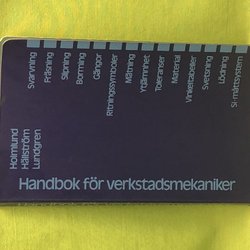 Svarvning
Fräsning
Slipning
Borrning
Gängor
Ritningssymboler
Mätning
Ytjämnhet
Toleranser
Material
Vinkeltabeller
Svetsning
Lödning
SI-måttsystem
Holmlund
Hällström
Lundgren
Handbok för verkstadsmekaniker